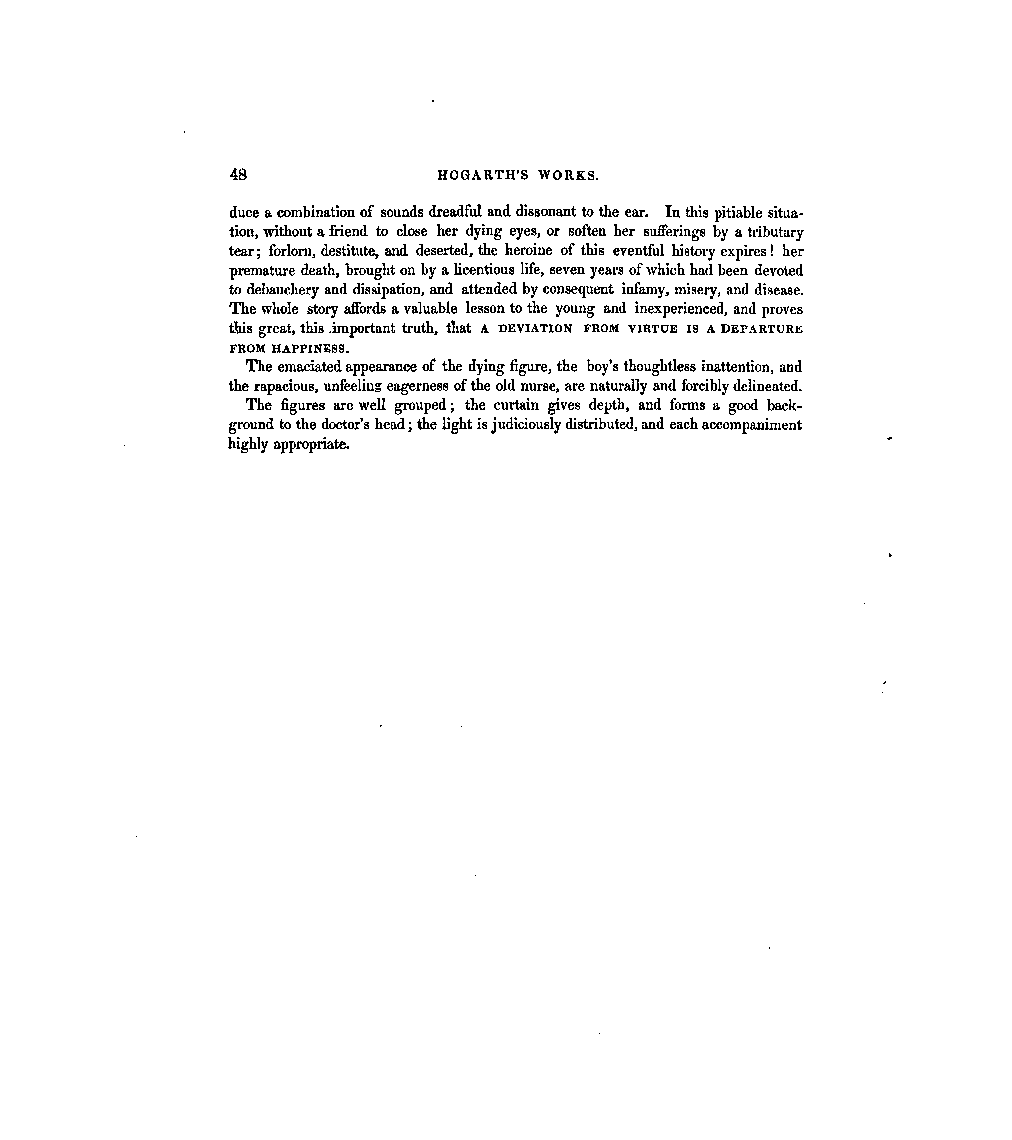 48 HOGARTH'S WORKS.
duce a combination of sounds dreadful and dissonant to the ear. In this pitiable situa-
tion, without a friend to close her dying eyes, or soften her sufferings by a tributary
tear; forlorn, destitute, and deserted, the heroine of this eventful history expires! her
premature death, brought on by a licentious life, seven years of which had been devoted
to debauchery and dissipation, and attended by consequent infamy, misery, and disease.
The whole story affords a valuable lesson to the young and inexperienced, and proves
this great, this important truth, that A DEVIATION FROM VIRTUE IS A DEPARTURE
FROM HAPPINESS.
The emaciated appearance of the dying figure, the boy's thoughtless inattention, and
the rapacious, unfeeling eagerness of the old nurse, are naturally and forcibly delineated.
The figures are well grouped; the curtain gives depth, and forms a good back-
ground to the doctor's head; the light is judiciously distributed, and each accompaniment
highly appropriate.